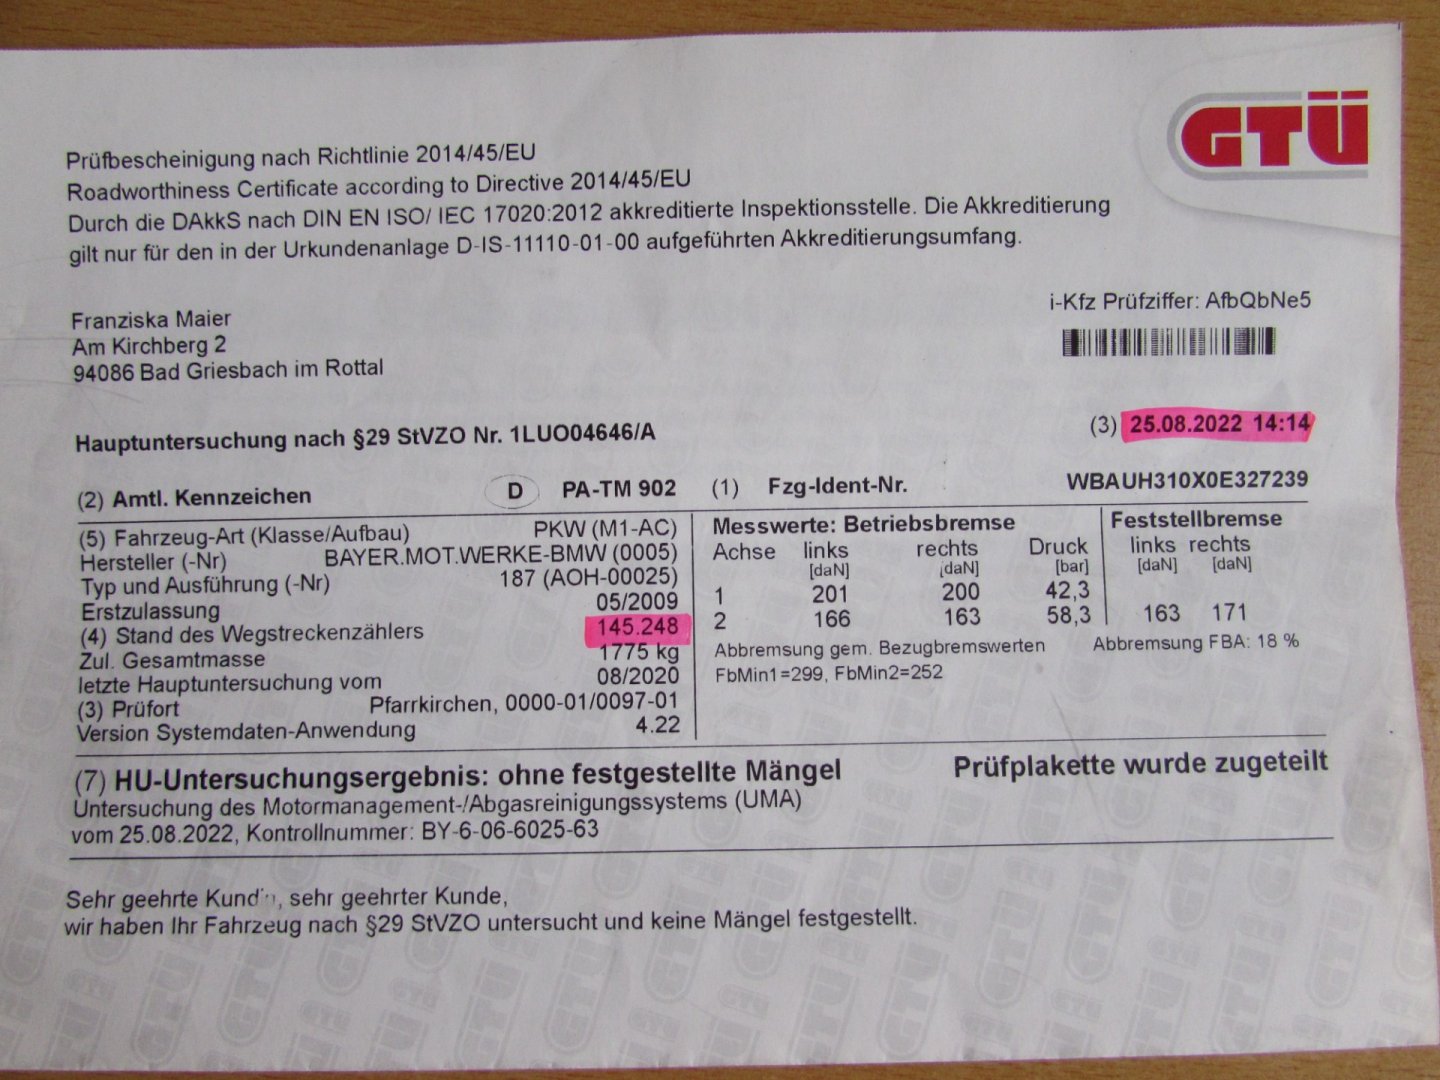 GTÜ
Prüfbescheinigung nach Richtlinie 2014/45/EU
Roadworthiness Certificate according to Directive 2014/45/EU
Durch die DAkkS nach DIN EN ISO/ IEC 17020:2012 akkreditierte Inspektionsstelle. Die Akkreditierung
gilt nur für den in der Urkundenanlage D-IS-11110-01-00 aufgeführten Akkreditierungsumfang.
i-Kfz Prüfziffer: AfbQbNe5
Franziska Maier
Am Kirchberg 2
94086 Bad Griesbach im Rottal
Hauptuntersuchung nach §29 StVZO Nr. 1LUO04646/A (3) 25.08.2022 14:14
(2) Amtl. Kennzeichen D PA-TM 902 (1) Fzg-Ident-Nr. WBAUH310X0E327239
(5) Fahrzeug-Art (Klasse/Aufbau) PKW (M1-AC)
Hersteller (-Nr) BAYER.MOT.WERKE-BMW (0005)
Typ und Ausführung (-Nr) 187 (AOH-00025)
Erstzulassung 05/2009
(4) Stand des Wegstreckenzählers 145.248
Zul. Gesamtmasse 1775 kg
letzte Hauptuntersuchung vom 08/2020
(3) Prüfort Pfarrkirchen, 0000-01/0097-01
Version Systemdaten-Anwendung 4.22
Messwerte: Betriebsbremse Feststellbremse
Achse links rechts Druck links rechts
[daN] [daN] [bar] [daN] [daN]
1 201 200 42,3
2 166 163 58,3 163 171
Abbremsung gem. Bezugbremswerten Abbremsung FBA: 18 %
FbMin1=299, FbMin2=252
(7) HU-Untersuchungsergebnis: ohne festgestellte Mängel Prüfplakette wurde zugeteilt
Untersuchung des Motormanagement-/Abgasreinigungssystems (UMA)
vom 25.08.2022, Kontrollnummer: BY-6-06-6025-63
Sehr geehrte Kundin, sehr geehrter Kunde,
wir haben Ihr Fahrzeug nach §29 StVZO untersucht und keine Mängel festgestellt.